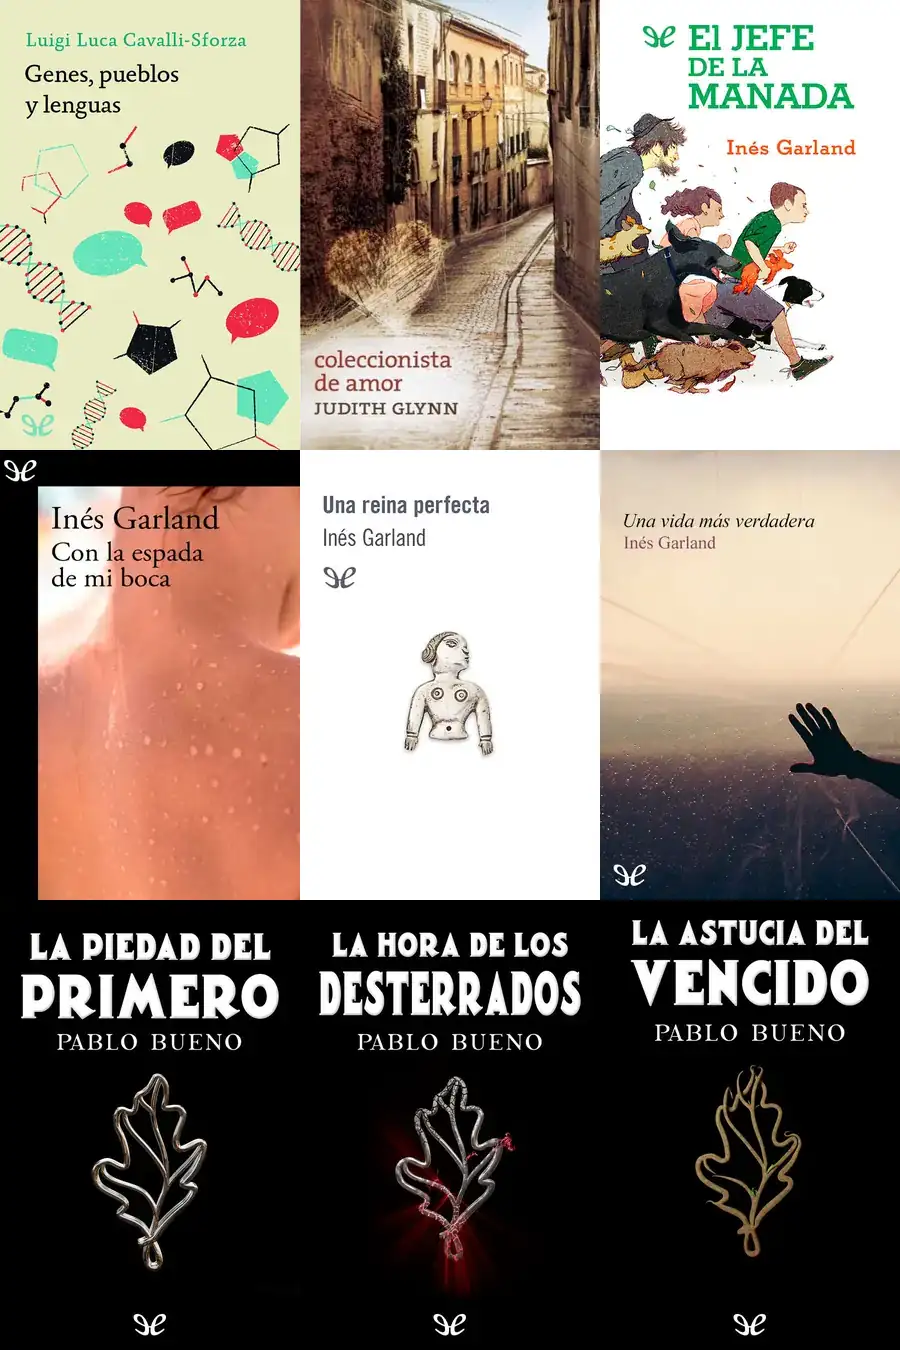 Luigi Luca Cavalli-Sforza
Genes, pueblos
y lenguas
coleccionista
de amor
JUDITH GLYNN
El JEFE
DE LA
MANADA
Inés Garland
Inés Garland
Con la espada
de mi boca
Una reina perfecta
Inés Garland
Una vida más verdadera
Inés Garland
LA PIEDAD DEL
PRIMERO
PABLO BUENO
LA HORA DE LOS
DESTERRADOS
PABLO BUENO
LA ASTUCIA DEL
VENCIDO
PABLO BUENO